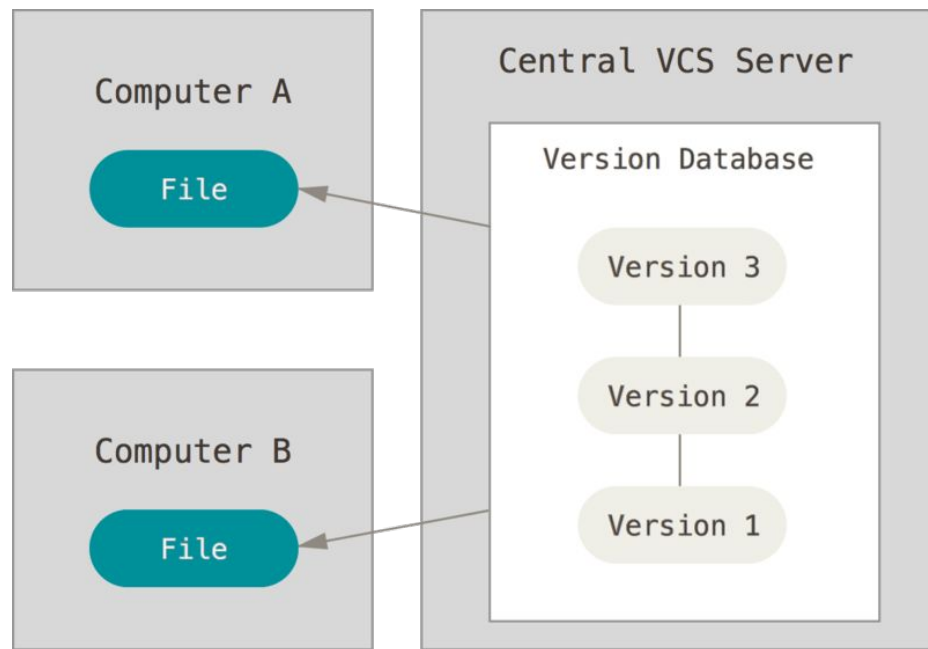 Computer A
File
Computer B
File
Central VCS Server
Version Database
Version 3
Version 2
Version 1